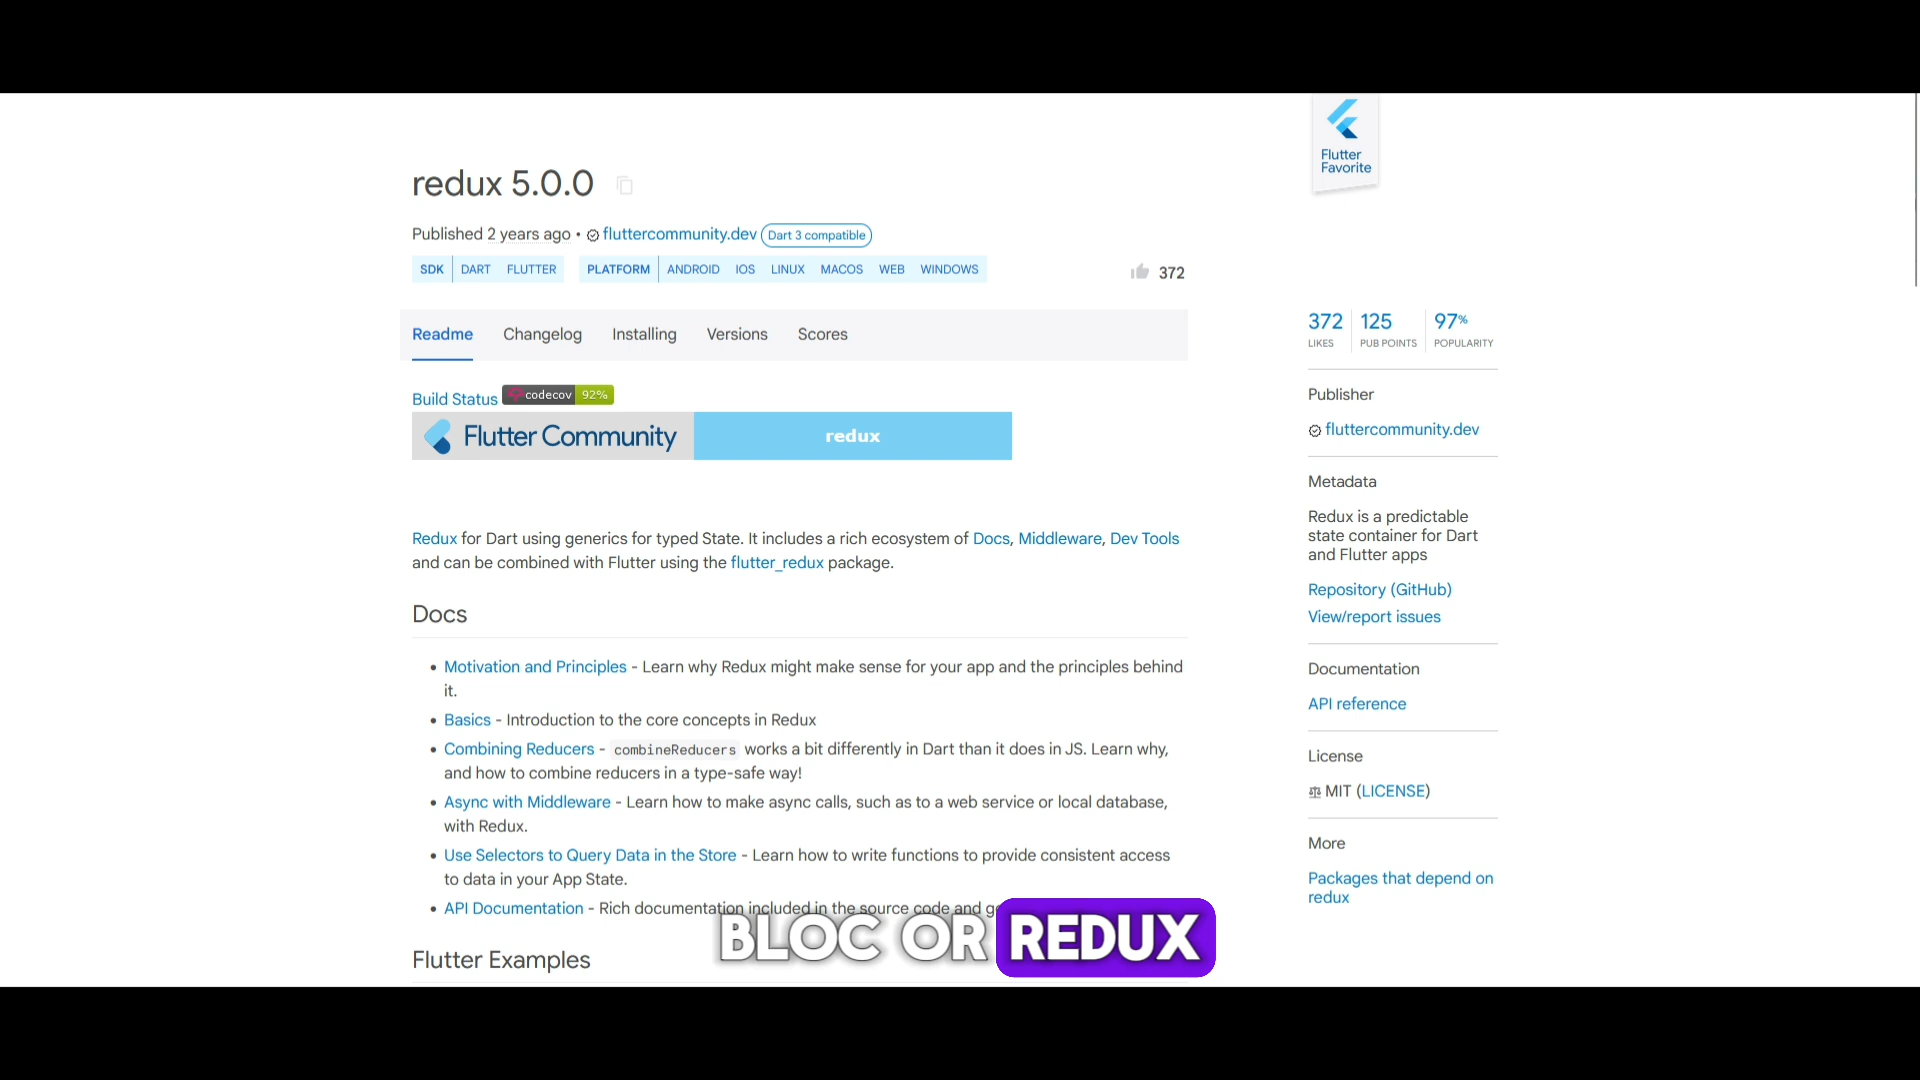 Flutter
Favorite
redux 5.0.0
Published 2 years ago • fluttercommunity.dev Dart 3 compatible
SDK DART FLUTTER PLATFORM ANDROID IOS LINUX MACOS WEB WINDOWS
372
Readme Changelog Installing Versions Scores
Build Status codecov 92%
Flutter Community redux
Redux for Dart using generics for typed State. It includes a rich ecosystem of Docs, Middleware, Dev Tools
and can be combined with Flutter using the flutter_redux package.
Docs
• Motivation and Principles - Learn why Redux might make sense for your app and the principles behind
it.
• Basics - Introduction to the core concepts in Redux
• Combining Reducers - combineReducers works a bit differently in Dart than it does in JS. Learn why,
and how to combine reducers in a type-safe way!
• Async with Middleware - Learn how to make async calls, such as to a web service or local database,
with Redux.
• Use Selectors to Query Data in the Store - Learn how to write functions to provide consistent access
to data in your App State.
• API Documentation - Rich documentation included in the source code and
Flutter Examples
BLOC OR REDUX
372 125 97%
LIKES PUB POINTS POPULARITY
Publisher
fluttercommunity.dev
Metadata
Redux is a predictable
state container for Dart
and Flutter apps
Repository (GitHub)
View/report issues
Documentation
API reference
License
MIT (LICENSE)
More
Packages that depend on
redux